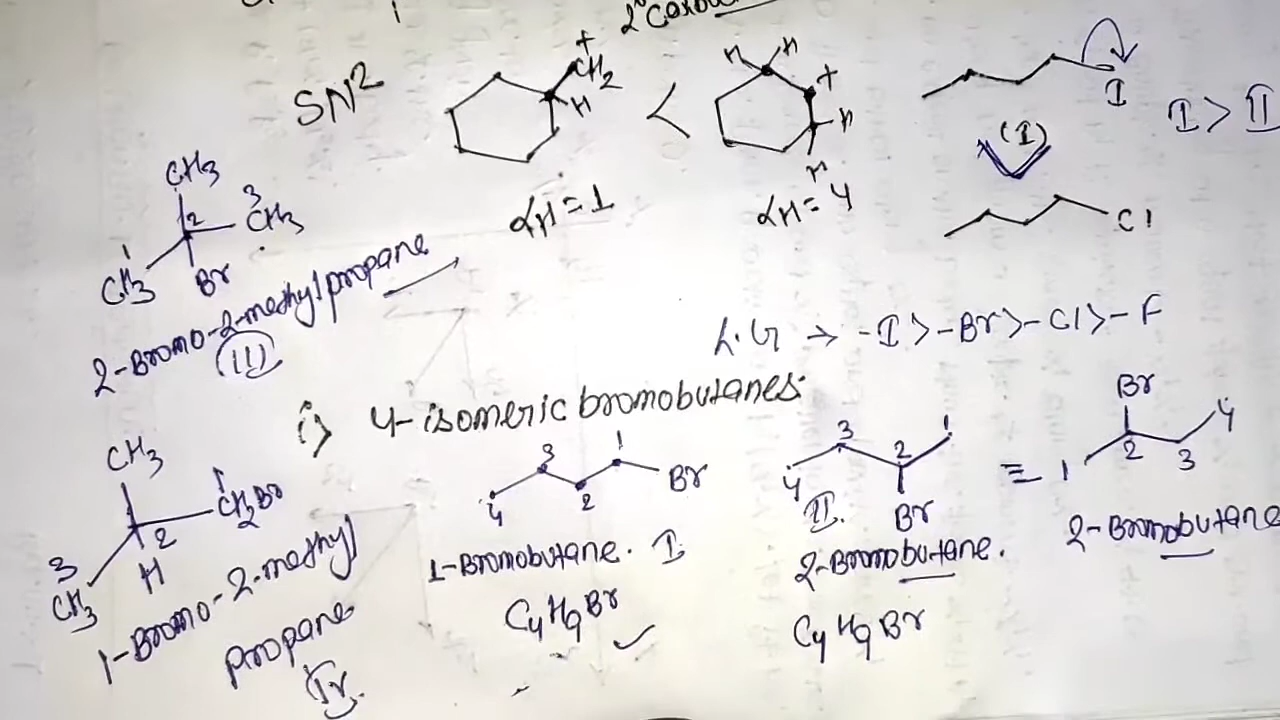 SN2
+
CH2
H
<
H H
+
H
H
I
(I)
I > II
αH = 1
αH = 4
Cl
CH3
2
3
CH3
1
CH3
Br
2-Bromo-2-methylpropane
(III)
L.G → -I > -Br > -Cl > -F
i) 4-isomeric bromobutanes:
CH3
1
CH2Br
2
H
3
CH3
1-Bromo-2-methyl
propane
IV.
4 3 2 1 Br
1-Bromobutane. I
C4H9Br ✓
4 3 2 1
Br
II.
2-Bromobutane.
C4H9Br
≡
Br
1 2 3 4
2-Bromobutane